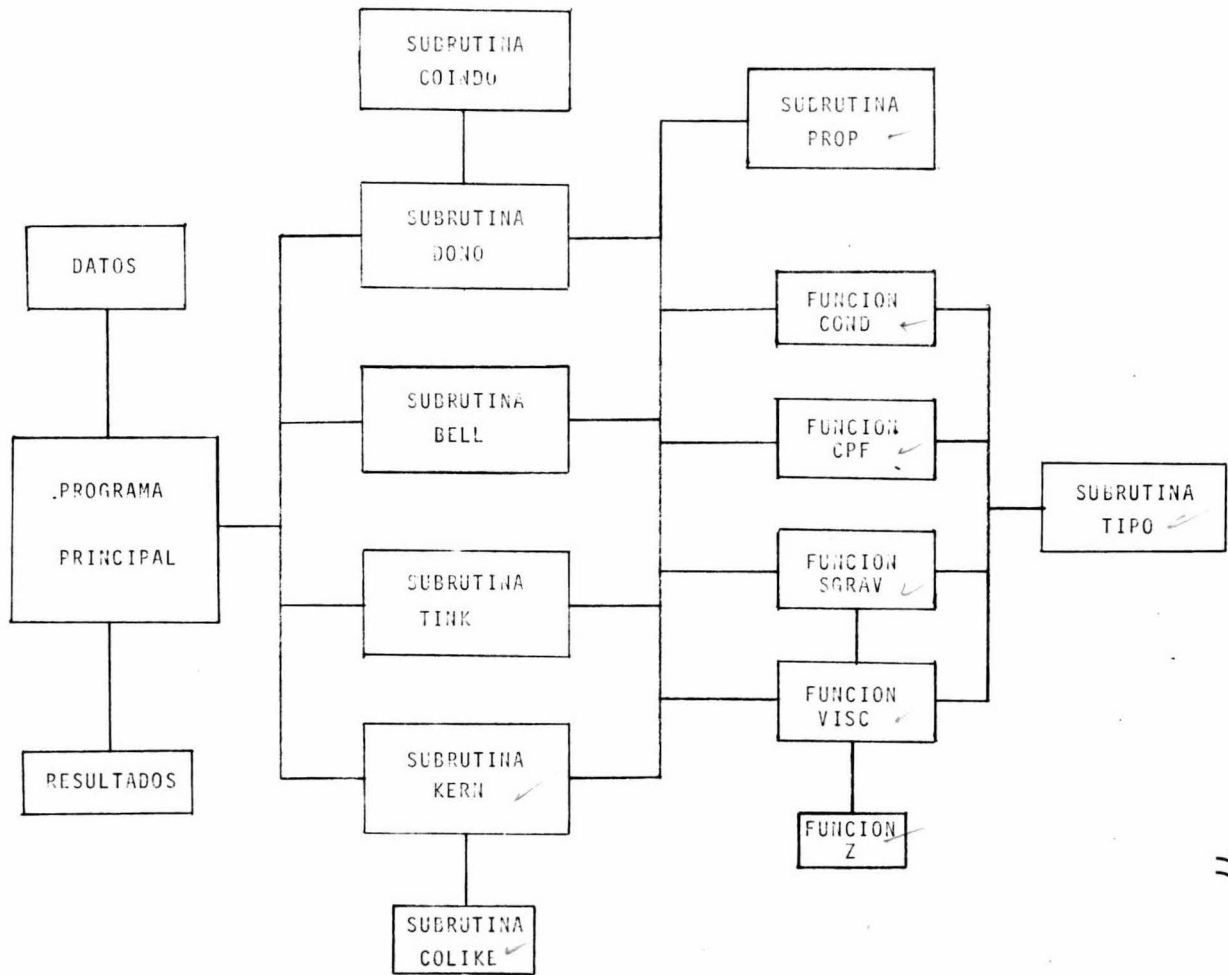 SUBRUTINA
COINDO
SUBRUTINA
PROP
SUBRUTINA
DONO
DATOS
FUNCION
COND
SUBRUTINA
BELL
FUNCION
CPF
.PROGRAMA
PRINCIPAL
SUBRUTINA
TIPO
SUBRUTINA
TINK
FUNCION
SGRAV
FUNCION
VISC
RESULTADOS
SUBRUTINA
KERN
FUNCION
Z
SUBRUTINA
COLIKE